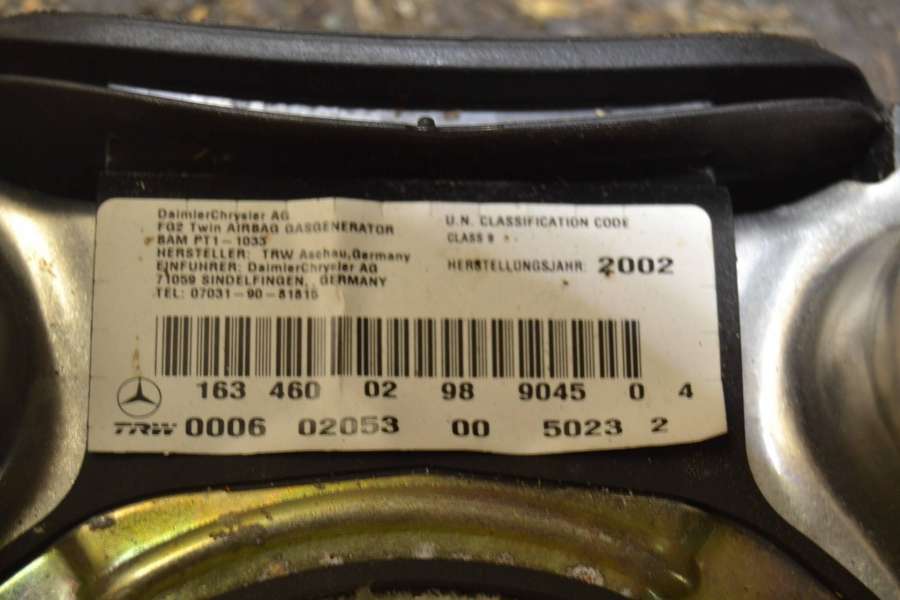 DaimlerChrysler AG
FG2 Twin AIRBAG GASGENERATOR
BAM PT1-1033
HERSTELLER: TRW Aschau,Germany
EINFUHRER: DaimlerChrysler AG
71059 SINDELFINGEN, GERMANY
TEL: 07031-90-81815
U.N. CLASSIFICATION CODE
CLASS 9
HERSTELLUNGSJAHR: 2002
163 460 02 98 9045 0 4
TRW 0006 02053 00 5023 2